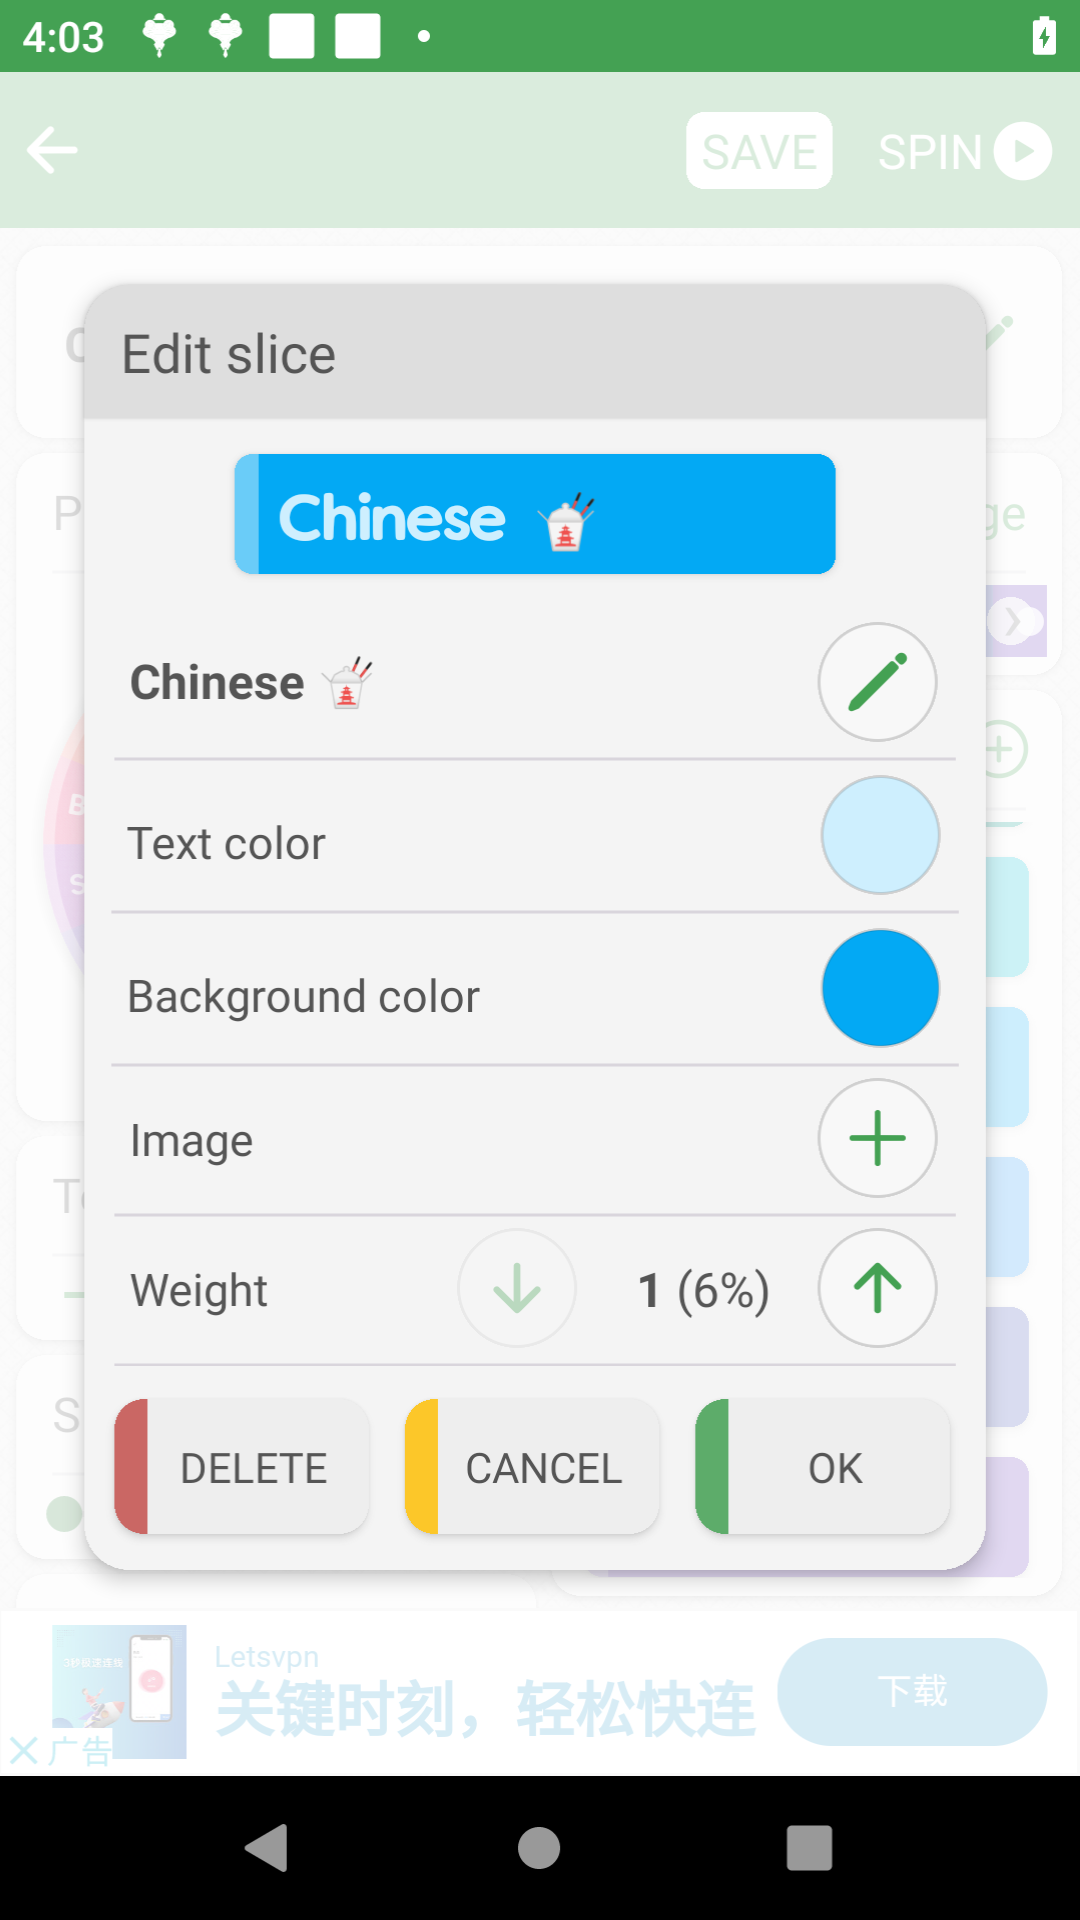 4:03
SAVE SPIN
Edit slice
Chinese
Chinese
Text color
Background color
Image
Weight 1 (6%)
DELETE CANCEL OK
Letsvpn
关键时刻，轻松快连
下载
3秒极速连线
广告